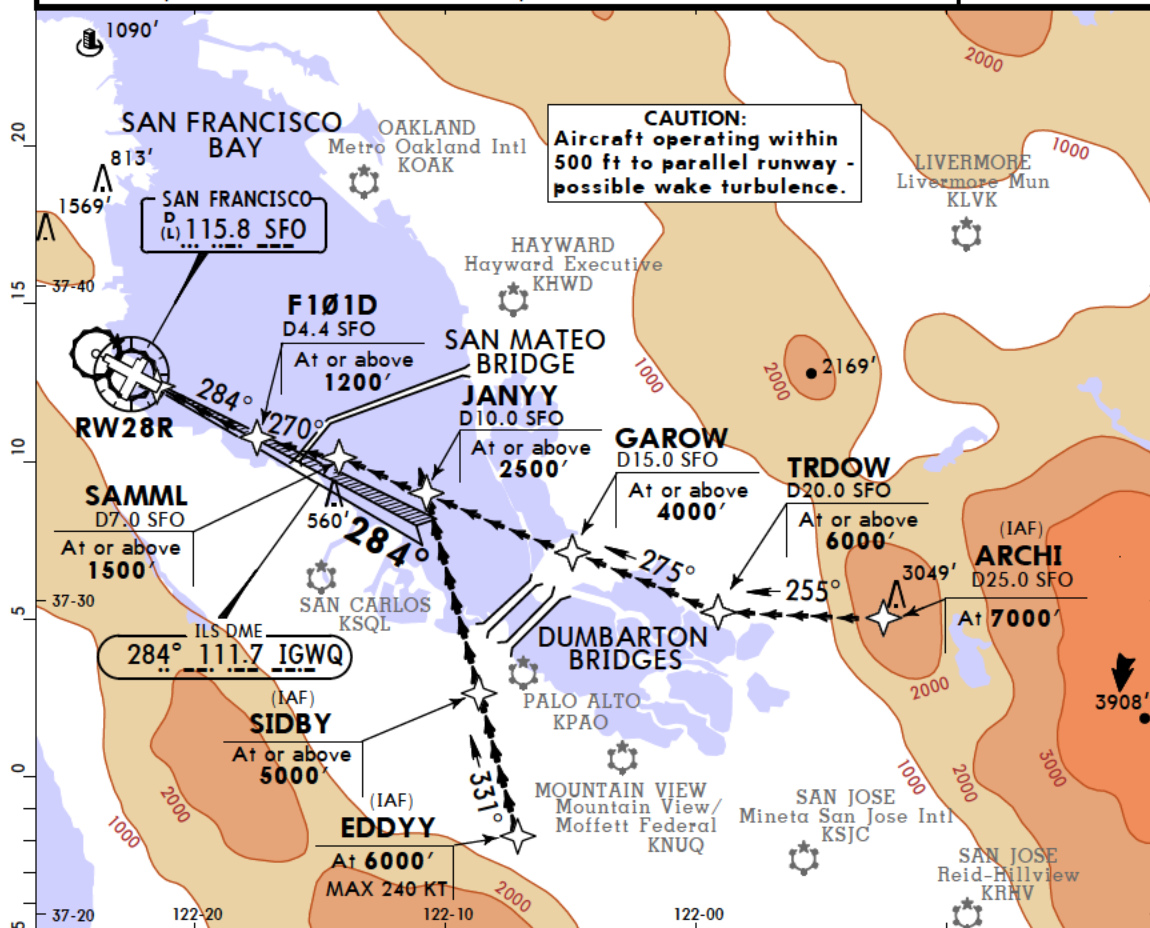 1090'
2000
SAN FRANCISCO
BAY
OAKLAND
Metro Oakland Intl
KOAK
CAUTION:
Aircraft operating within
500 ft to parallel runway -
possible wake turbulence.
1000
LIVERMORE
Livermore Mun
KLVK
20
813'
1569'
SAN FRANCISCO
D
(L) 115.8 SFO
HAYWARD
Hayward Executive
KHWD
37-40
15
F1Ø1D
D4.4 SFO
At or above
1200'
SAN MATEO
BRIDGE
JANYY
D10.0 SFO
At or above
2500'
1000
2000
2169'
284°
270°
RW28R
10
GAROW
D15.0 SFO
At or above
4000'
TRDOW
D20.0 SFO
At or above
6000'
(IAF)
ARCHI
D25.0 SFO
At 7000'
SAMML
D7.0 SFO
At or above
1500'
560'
284°
275°
255°
3049'
SAN CARLOS
KSQL
37-30
5
DUMBARTON
BRIDGES
ILS DME
284° 111.7 IGWQ
2000
3908'
PALO ALTO
KPAO
(IAF)
SIDBY
At or above
5000'
0
331°
MOUNTAIN VIEW
Mountain View/
Moffett Federal
KNUQ
SAN JOSE
Mineta San Jose Intl
KSJC
1000
2000
3000
2000
1000
(IAF)
EDDYY
At 6000'
MAX 240 KT
2000
SAN JOSE
Reid-Hillview
KRHV
5
37-20
122-20
122-10
122-00